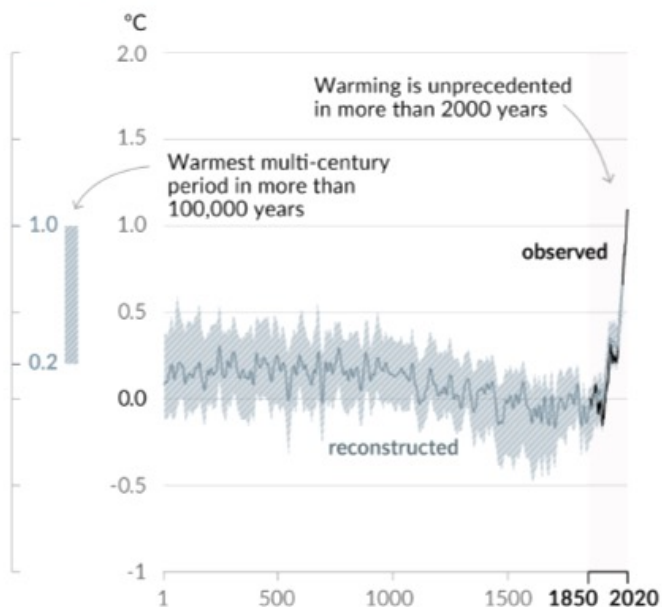 °C
2.0
Warming is unprecedented
in more than 2000 years
1.5
Warmest multi-century
period in more than
100,000 years
1.0
1.0
observed
0.5
0.2
0.0
reconstructed
-0.5
-1
1 500 1000 1500 1850 2020